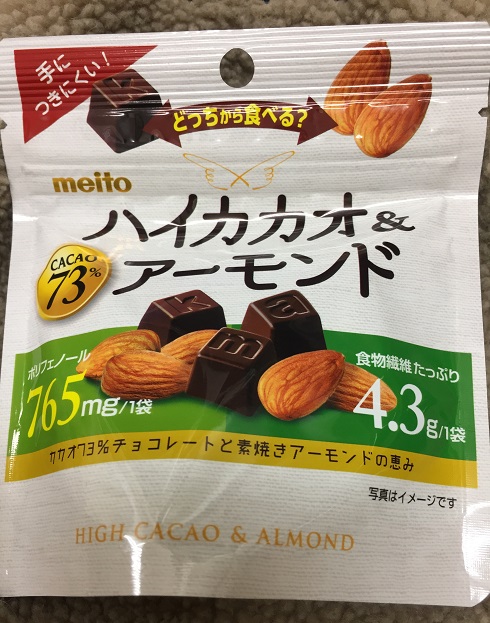 手に
つきにくい!
どっちから食べる?
meito
ハイカカオ&
アーモンド
CACAO
73%
k
a
m
ポリフェノール
765mg/1袋
食物繊維たっぷり
4.3g/1袋
カカオ73%チョコレートと素焼きアーモンドの恵み
写真はイメージです
HIGH CACAO & ALMOND